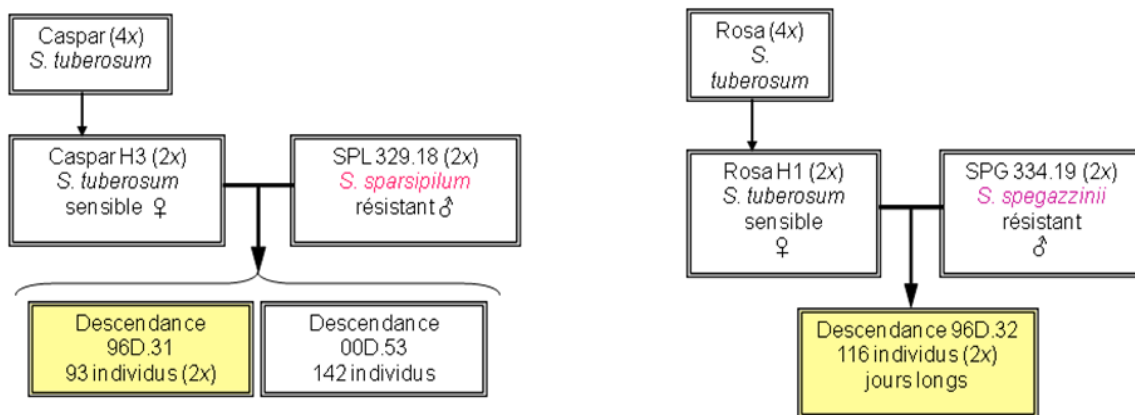 Caspar (4x)
S. tuberosum
Caspar H3 (2x)
S. tuberosum
sensible ♀
SPL 329.18 (2x)
S. sparsipilum
résistant ♂
Descendance
96D.31
93 individus (2x)
Descendance
00D.53
142 individus
Rosa (4x)
S.
tuberosum
Rosa H1 (2x)
S. tuberosum
sensible
♀
SPG 334.19 (2x)
S. spegazzinii
résistant
♂
Descendance 96D.32
116 individus (2x)
jours longs